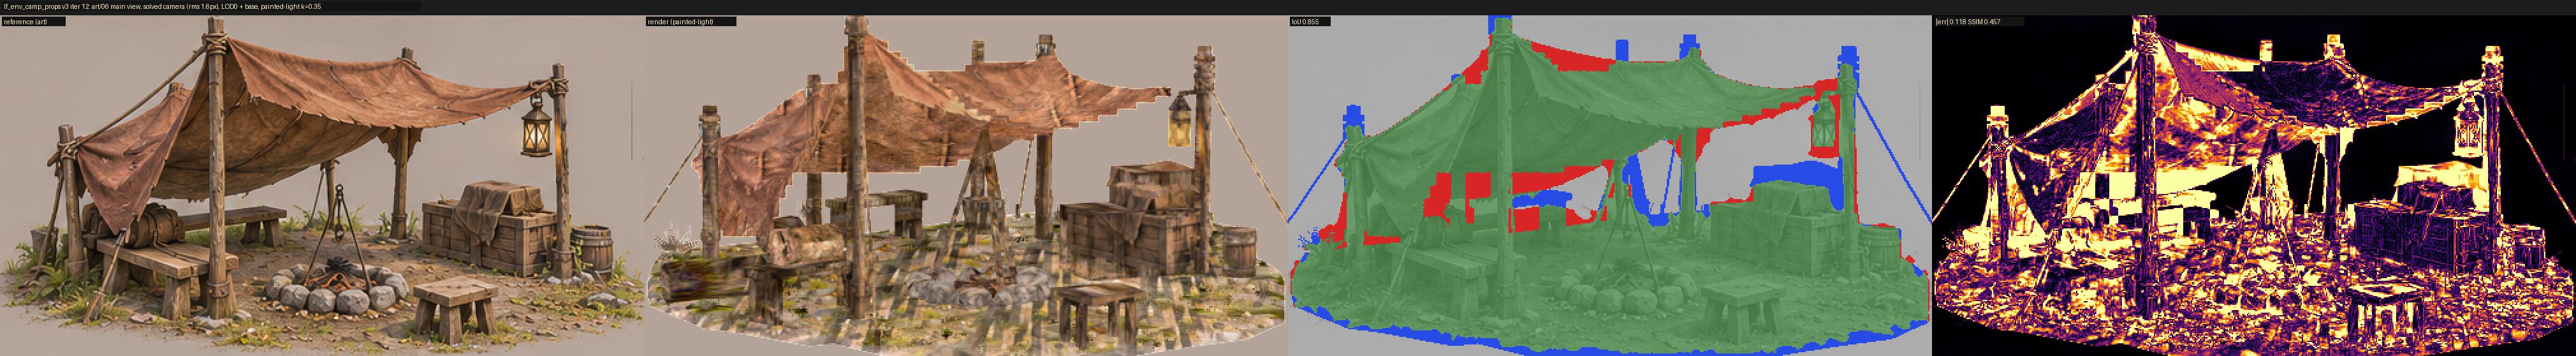 lf_env_camp_props v3 iter 12: art/06 main view, solved camera (rms 1.6px), LOD0 + base, painted-light k=0.35
reference (art)
render (painted-light)
IoU 0.855
|err| 0.118 SSIM 0.457